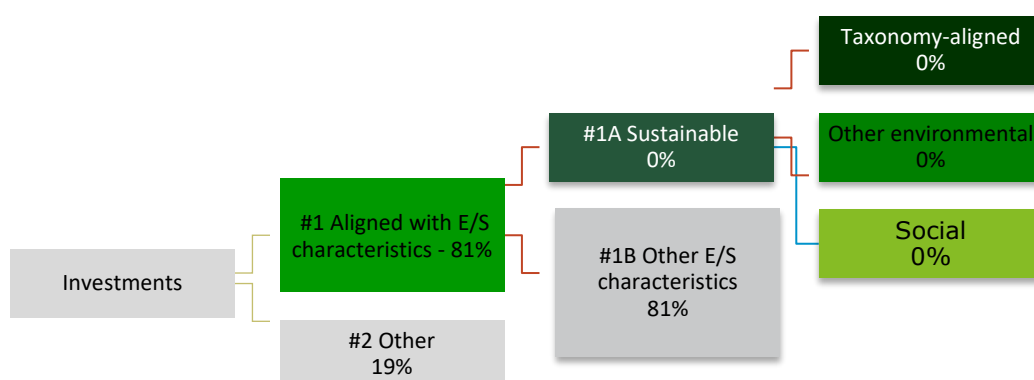 Investments
#1 Aligned with E/S
characteristics - 81%
#2 Other
19%
#1A Sustainable
0%
#1B Other E/S
characteristics
81%
Taxonomy-aligned
0%
Other environmental
0%
Social
0%